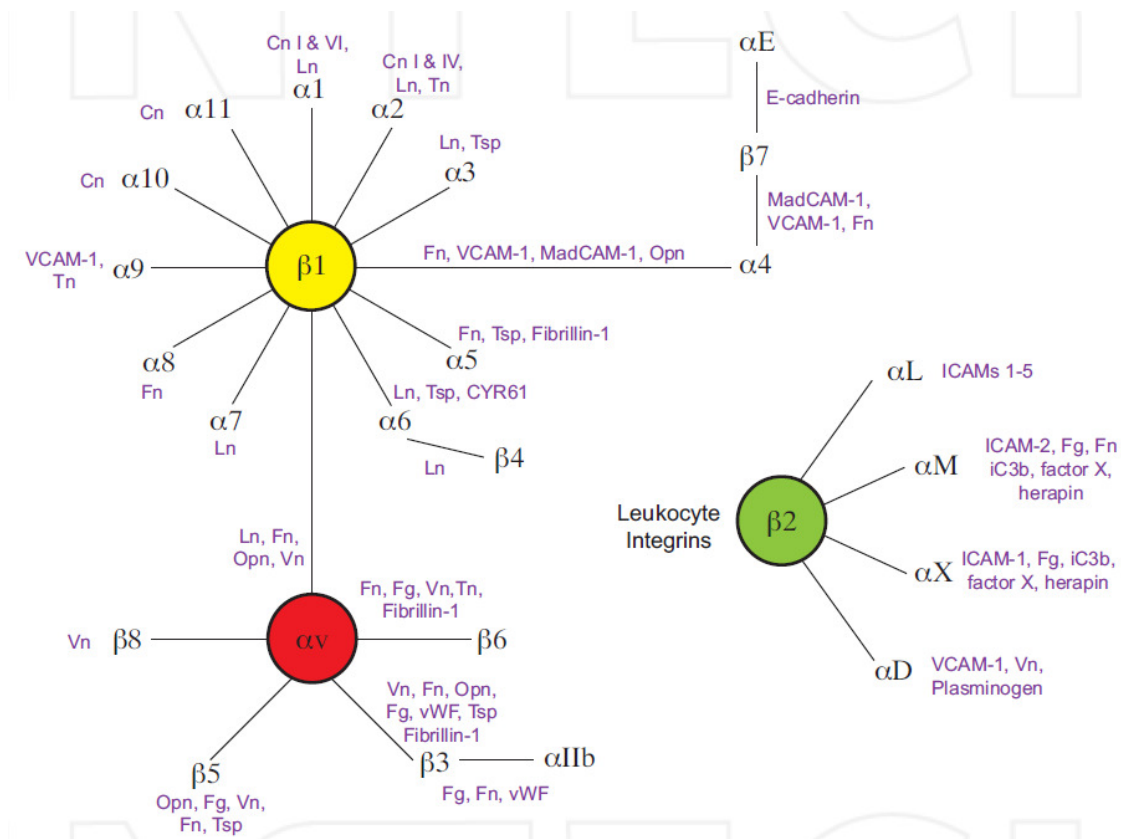 Cn I & VI,
Ln
α1
Cn I & IV,
Ln, Tn
α2
αE
E-cadherin
Cn α11
Ln, Tsp
α3
β7
Cn α10
MadCAM-1,
VCAM-1, Fn
VCAM-1,
Tn
α9
β1
Fn, VCAM-1, MadCAM-1, Opn
α4
α8
Fn
Fn, Tsp, Fibrillin-1
α5
α7
Ln
Ln, Tsp, CYR61
α6
Ln
β4
αL ICAMs 1-5
αM
ICAM-2, Fg, Fn
iC3b, factor X,
herapin
Leukocyte
Integrins
β2
αX
ICAM-1, Fg, iC3b,
factor X, herapin
αD
VCAM-1, Vn,
Plasminogen
Ln, Fn,
Opn, Vn
Fn, Fg, Vn,Tn,
Fibrillin-1
Vn β8
αv
β6
Vn, Fn, Opn,
Fg, vWF, Tsp
Fibrillin-1
β5
Opn, Fg, Vn,
Fn, Tsp
β3
αIIb
Fg, Fn, vWF